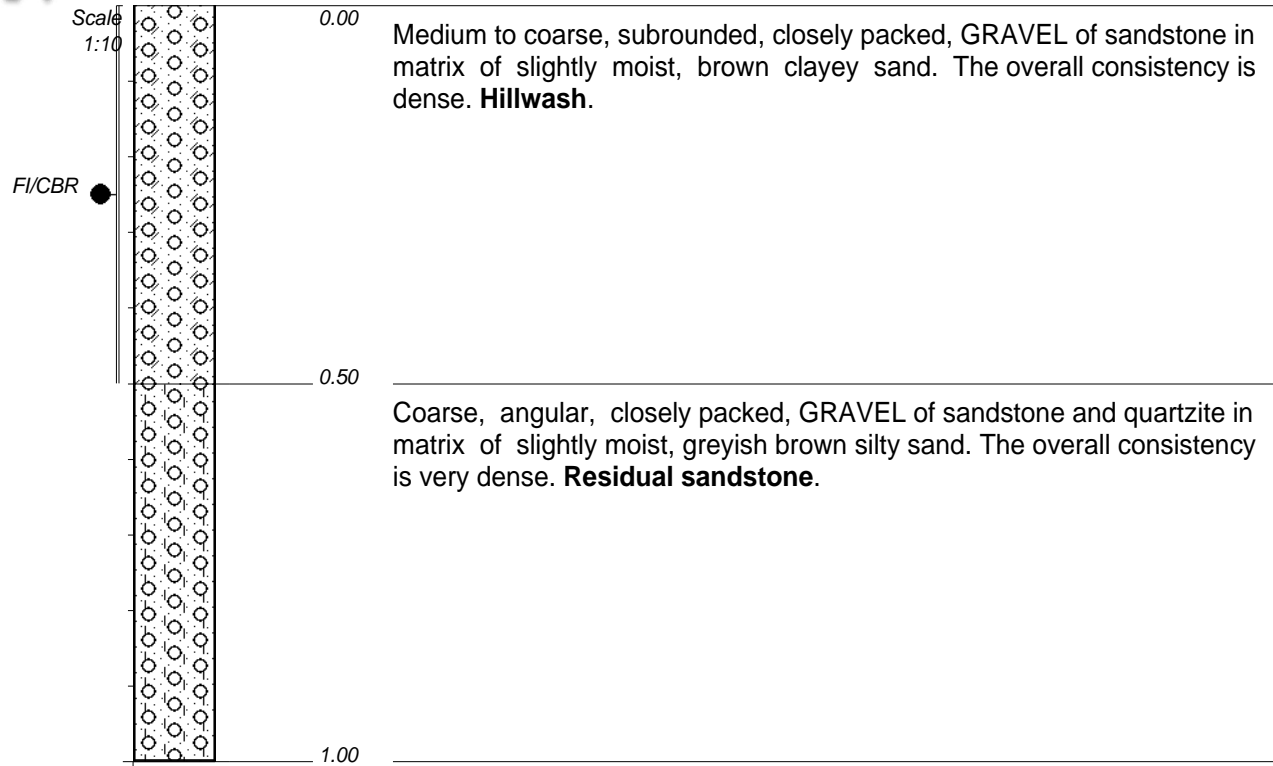 Scale
1:10
0.00
Medium to coarse, subrounded, closely packed, GRAVEL of sandstone in
matrix of slightly moist, brown clayey sand. The overall consistency is
dense. Hillwash.
FI/CBR
0.50
Coarse, angular, closely packed, GRAVEL of sandstone and quartzite in
matrix of slightly moist, greyish brown silty sand. The overall consistency
is very dense. Residual sandstone.
1.00